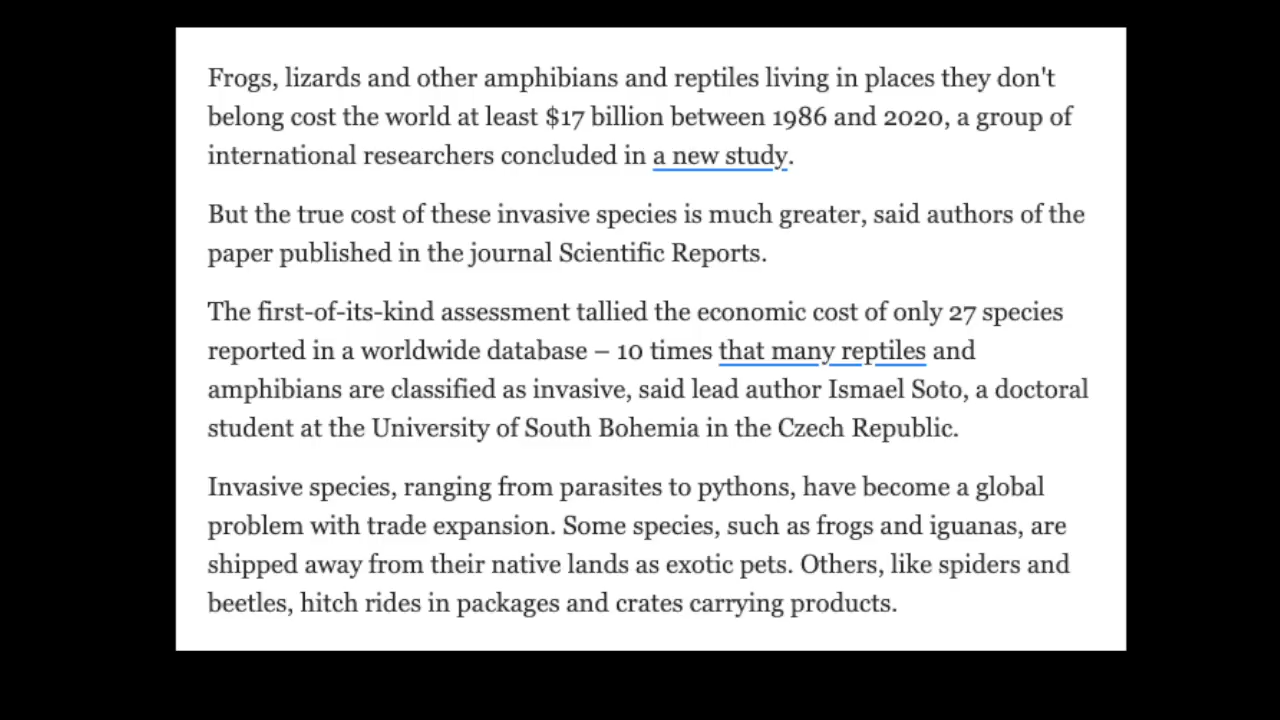 Frogs, lizards and other amphibians and reptiles living in places they don't
belong cost the world at least $17 billion between 1986 and 2020, a group of
international researchers concluded in a new study.
But the true cost of these invasive species is much greater, said authors of the
paper published in the journal Scientific Reports.
The first-of-its-kind assessment tallied the economic cost of only 27 species
reported in a worldwide database – 10 times that many reptiles and
amphibians are classified as invasive, said lead author Ismael Soto, a doctoral
student at the University of South Bohemia in the Czech Republic.
Invasive species, ranging from parasites to pythons, have become a global
problem with trade expansion. Some species, such as frogs and iguanas, are
shipped away from their native lands as exotic pets. Others, like spiders and
beetles, hitch rides in packages and crates carrying products.